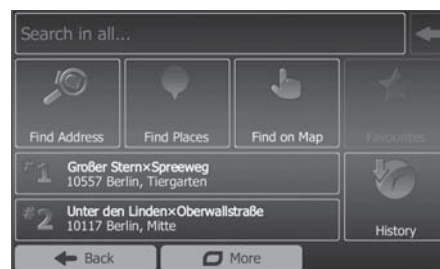 Search in all...
Find Address
Find Places
Find on Map
Favourites
#1 Großer Stern×Spreeweg
10557 Berlin, Tiergarten
#2 Unter den Linden×Oberwallstraße
10117 Berlin, Mitte
History
Back
More